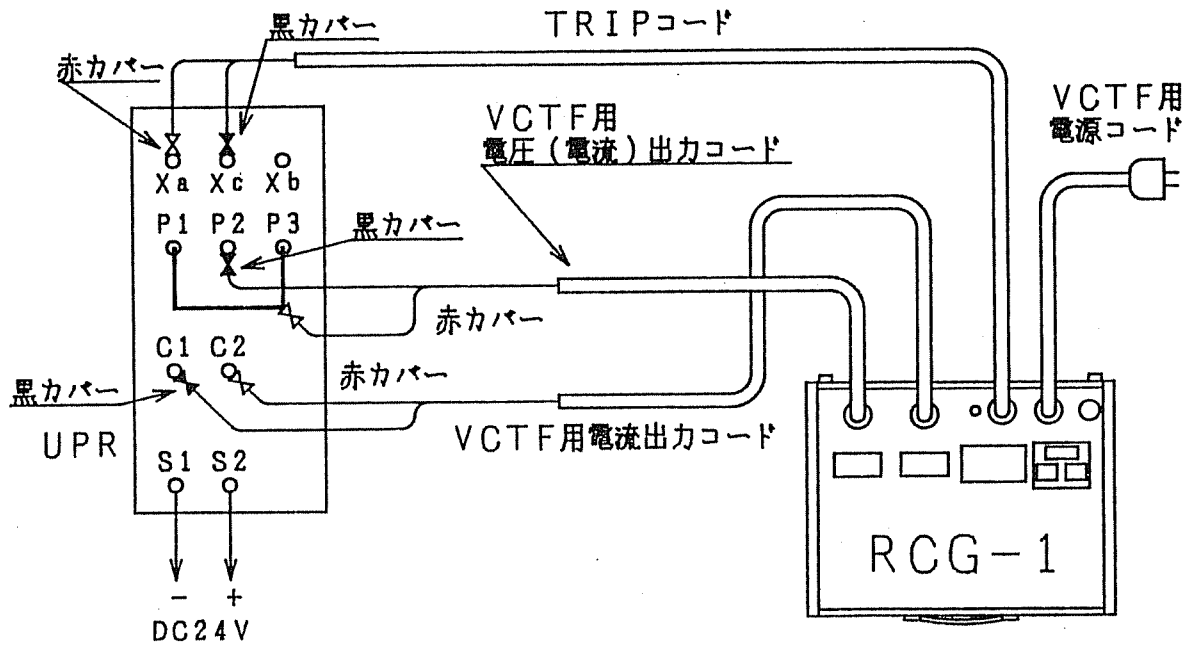 黒カバー
TRIPコード
赤カバー
VCTF用
電源コード
VCTF用
電圧(電流)出力コード
Xa Xc Xb
P1 P2 P3
黒カバー
赤カバー
C1 C2
赤カバー
黒カバー
VCTF用電流出力コード
UPR
S1 S2
RCG-1
- +
DC24V